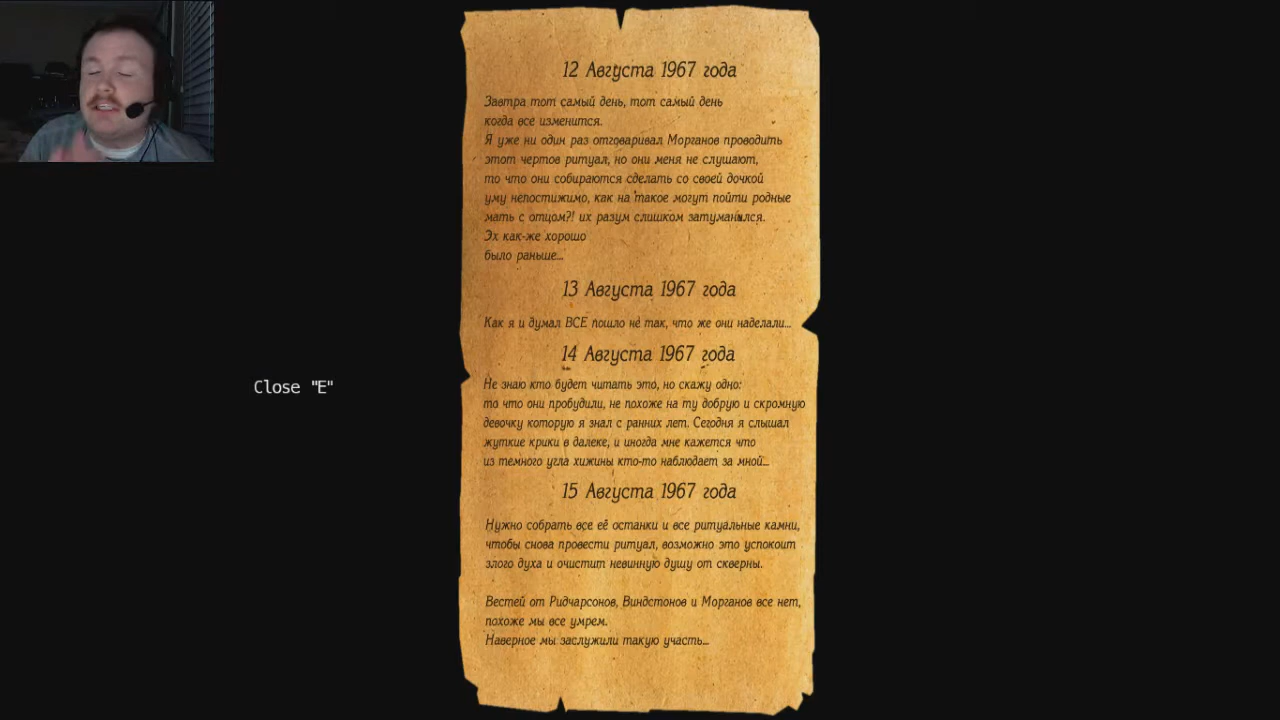 12 Августа 1967 года
Завтра тот самый день, тот самый день
когда все изменится.
Я уже ни один раз отговаривал Морганов проводить
этот чертов ритуал, но они меня не слушают,
то что они собираются сделать со своей дочкой
уму непостижимо, как на такое могут пойти родные
мать с отцом?! их разум слишком затуманился.
Эх как-же хорошо
было раньше...
13 Августа 1967 года
Как я и думал ВСЕ пошло не так, что же они наделали...
14 Августа 1967 года
Close "E"
Не знаю кто будет читать это, но скажу одно:
то что они пробудили, не похоже на ту добрую и скромную
девочку которую я знал с ранних лет. Сегодня я слышал
жуткие крики в далеке, и иногда мне кажется что
из темного угла хижины кто-то наблюдает за мной...
15 Августа 1967 года
Нужно собрать все её останки и все ритуальные камни,
чтобы снова провести ритуал, возможно это успокоит
злого духа и очистит невинную душу от скверны.
Вестей от Ридчарсонов, Виндстонов и Морганов все нет,
похоже мы все умрем.
Наверное мы заслужили такую участь...